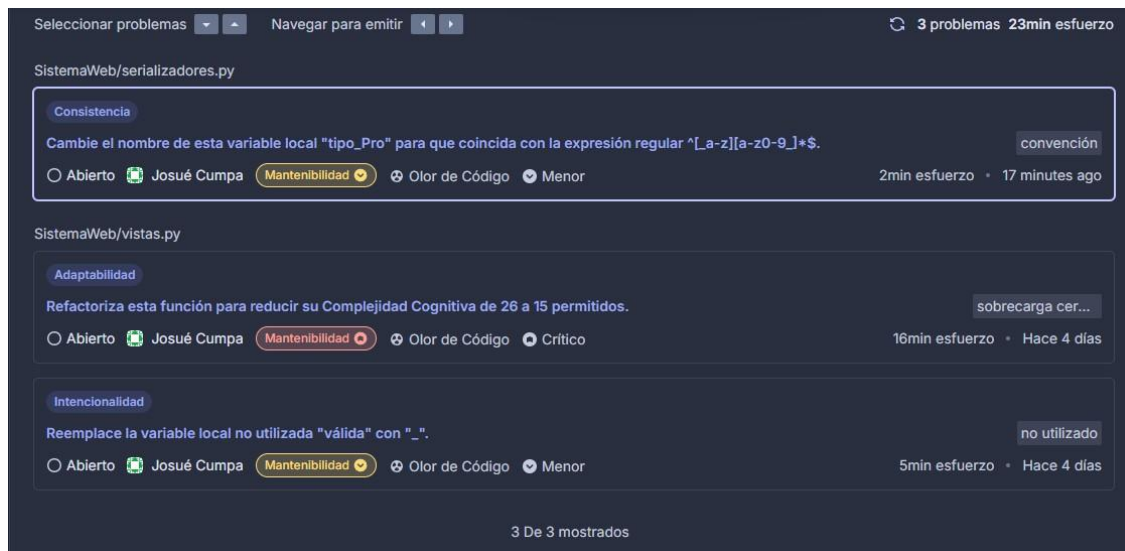 Seleccionar problemas Navegar para emitir 3 problemas 23min esfuerzo
SistemaWeb/serializadores.py
Consistencia
Cambie el nombre de esta variable local "tipo_Pro" para que coincida con la expresión regular ^[_a-z][a-z0-9_]*$. convención
Abierto Josué Cumpa Mantenibilidad Olor de Código Menor 2min esfuerzo • 17 minutes ago
SistemaWeb/vistas.py
Adaptabilidad
Refactoriza esta función para reducir su Complejidad Cognitiva de 26 a 15 permitidos. sobrecarga cer...
Abierto Josué Cumpa Mantenibilidad Olor de Código Crítico 16min esfuerzo • Hace 4 días
Intencionalidad
Reemplace la variable local no utilizada "válida" con "_". no utilizado
Abierto Josué Cumpa Mantenibilidad Olor de Código Menor 5min esfuerzo • Hace 4 días
3 De 3 mostrados